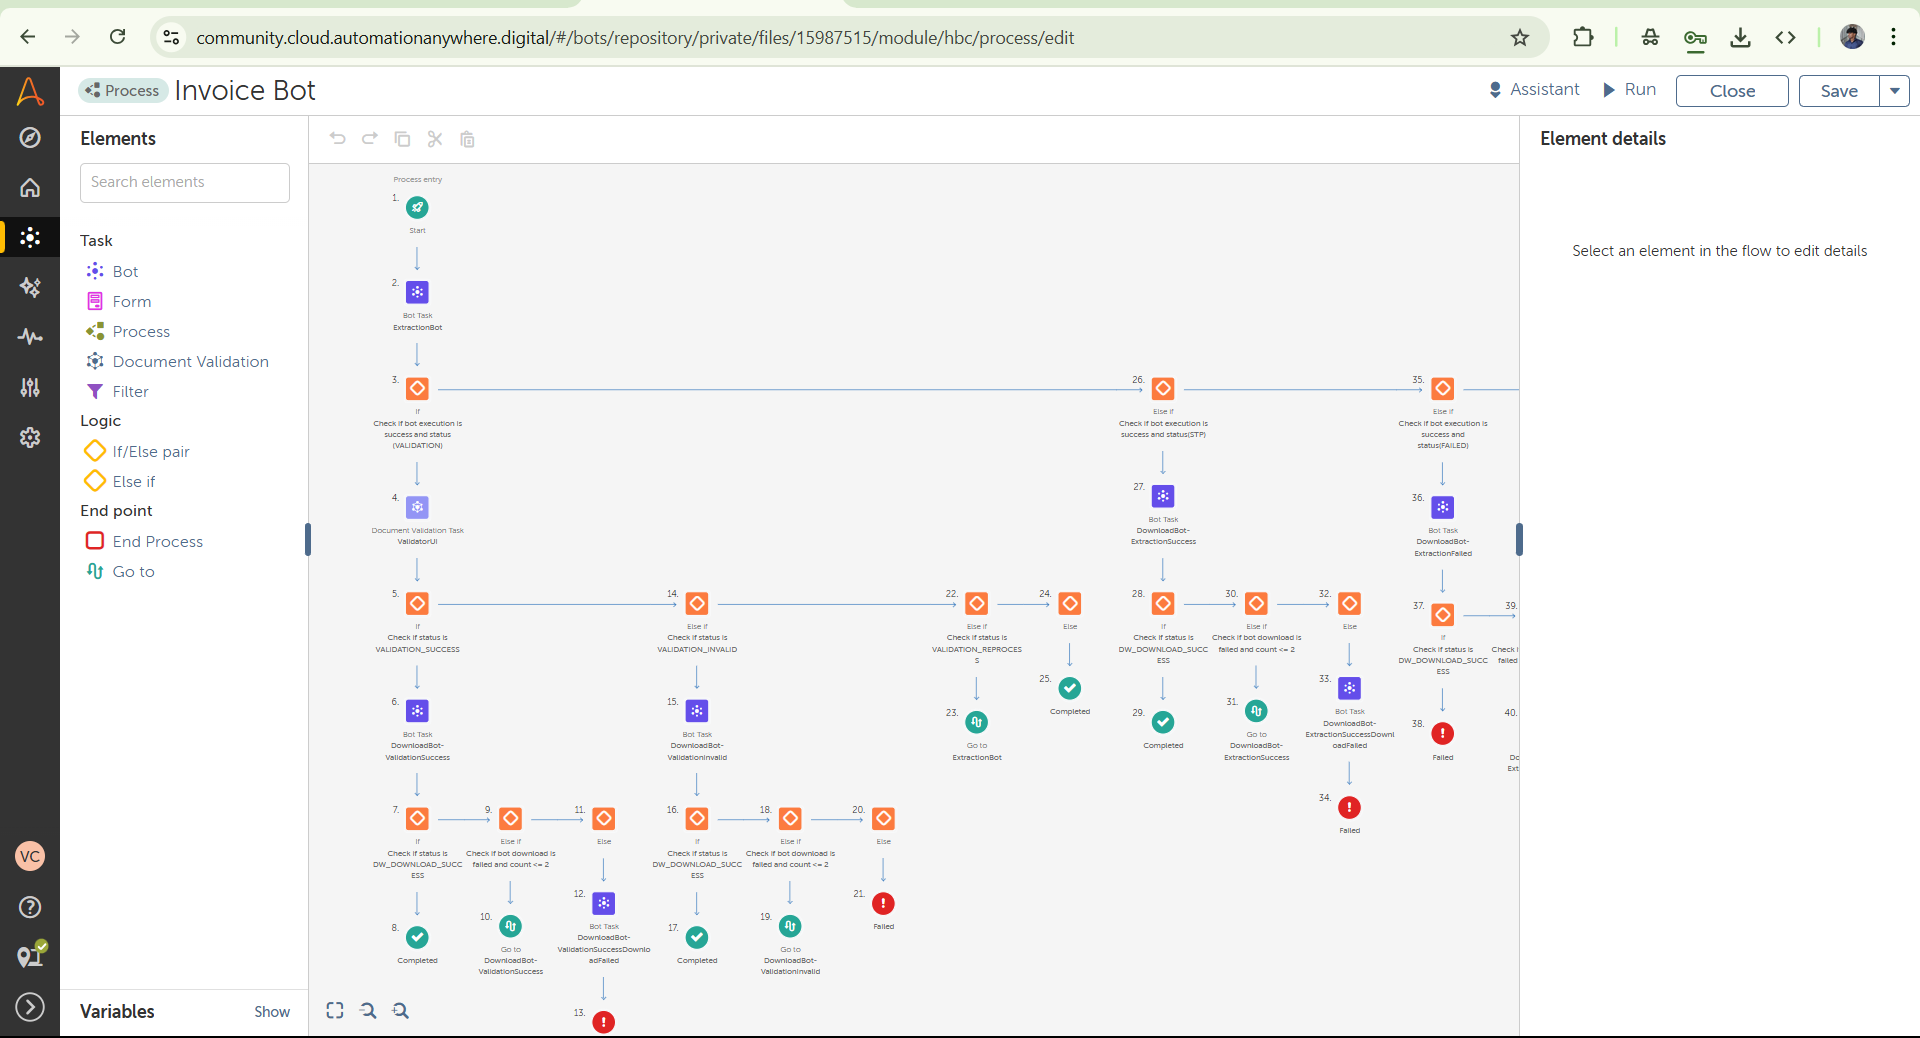 community.cloud.automationanywhere.digital/#/bots/repository/private/files/15987515/module/hbc/process/edit
Process
Invoice Bot
Assistant
Run
Close
Save
Elements
Search elements
Task
Bot
Form
Process
Document Validation
Filter
Logic
If/Else pair
Else if
End point
End Process
Go to
VC
Variables
Show
Element details
Select an element in the flow to edit details
Process entry
1.
Start
2.
Bot Task
ExtractionBot
3.
If
Check if bot execution is
success and status
(VALIDATION)
26.
Else if
Check if bot execution is
success and status(STP)
35.
Else if
Check if bot execution is
success and
status(FAILED)
4.
Document Validation Task
ValidatorUI
27.
Bot Task
DownloadBot-
ExtractionSuccess
36.
Bot Task
DownloadBot-
ExtractionFailed
5.
If
Check if status is
VALIDATION_SUCCESS
14.
Else if
Check if status is
VALIDATION_INVALID
22.
Else if
Check if status is
VALIDATION_REPROCES
S
24.
Else
28.
If
Check if status is
DW_DOWNLOAD_SUCC
ESS
30.
Else if
Check if bot download is
failed and count <= 2
32.
Else
37.
If
Check if status is
DW_DOWNLOAD_SUCC
ESS
39.
Check i
failed
6.
Bot Task
DownloadBot-
ValidationSuccess
15.
Bot Task
DownloadBot-
ValidationInvalid
23.
Go to
ExtractionBot
25.
Completed
29.
Completed
31.
Go to
DownloadBot-
ExtractionSuccess
33.
Bot Task
DownloadBot-
ExtractionSuccessDownl
oadFailed
34.
Failed
38.
Failed
40.
Do
Ext
7.
If
Check if status is
DW_DOWNLOAD_SUCC
ESS
9.
Else if
Check if bot download is
failed and count <= 2
11.
Else
16.
If
Check if status is
DW_DOWNLOAD_SUCC
ESS
18.
Else if
Check if bot download is
failed and count <= 2
20.
Else
8.
Completed
10.
Go to
DownloadBot-
ValidationSuccess
12.
Bot Task
DownloadBot-
ValidationSuccessDownlo
adFailed
13.
17.
Completed
19.
Go to
DownloadBot-
ValidationInvalid
21.
Failed